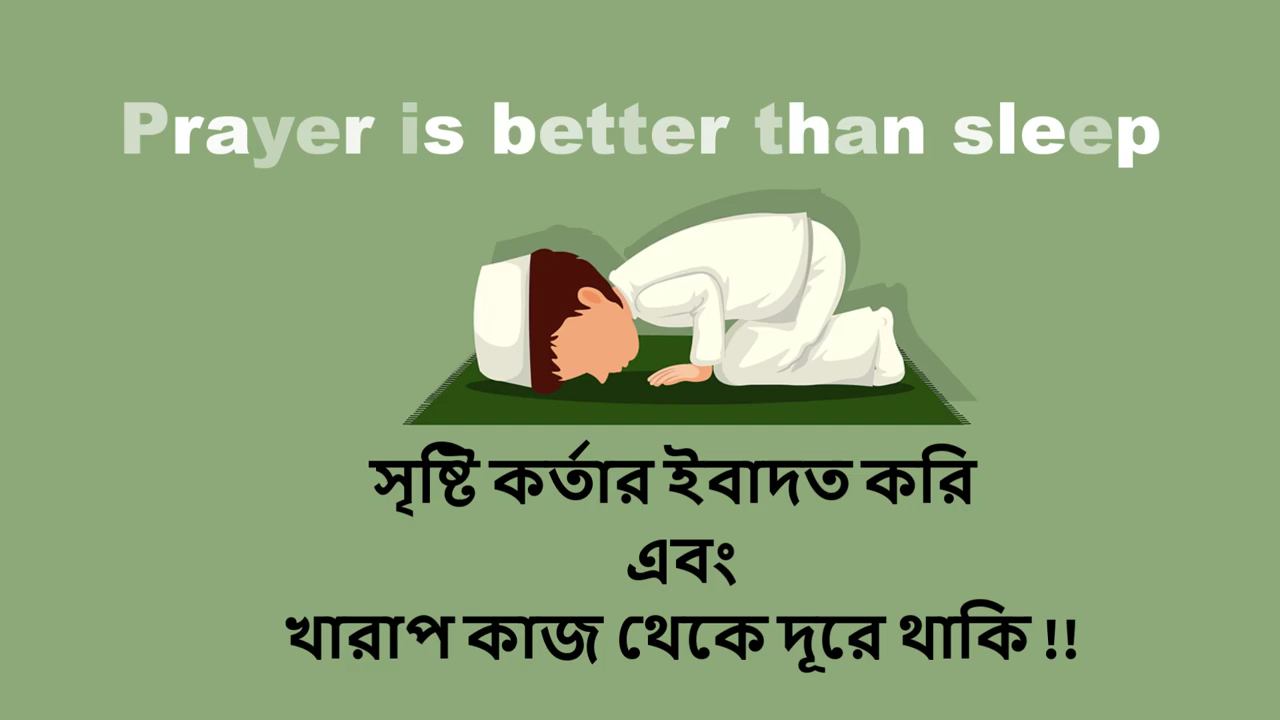 Prayer is better than sleep
সৃষ্টি কর্তার ইবাদত করি
এবং
খারাপ কাজ থেকে দূরে থাকি !!